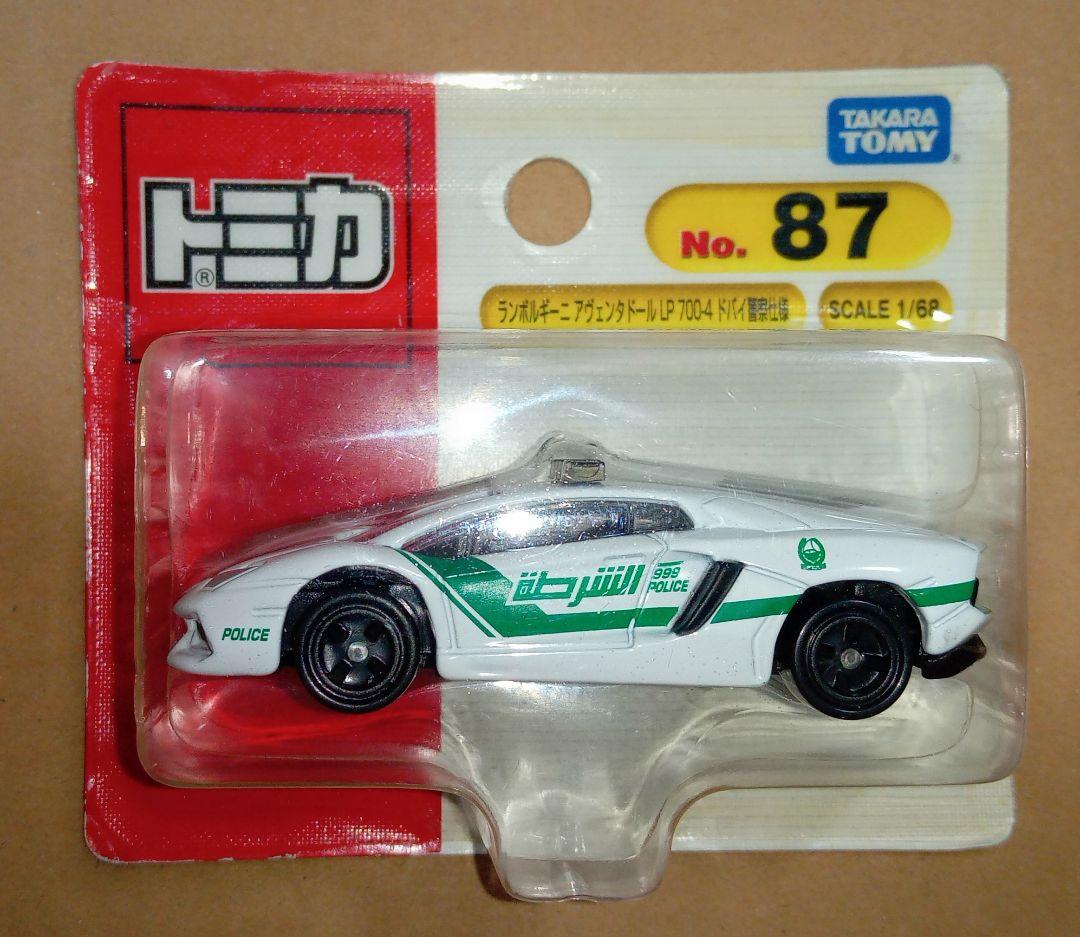 トミカ®
TAKARA
TOMY®
No. 87
ランボルギーニ アヴェンタドール LP 700-4 ドバイ警察仕様
SCALE 1/68
الشرطة
999
POLICE
POLICE